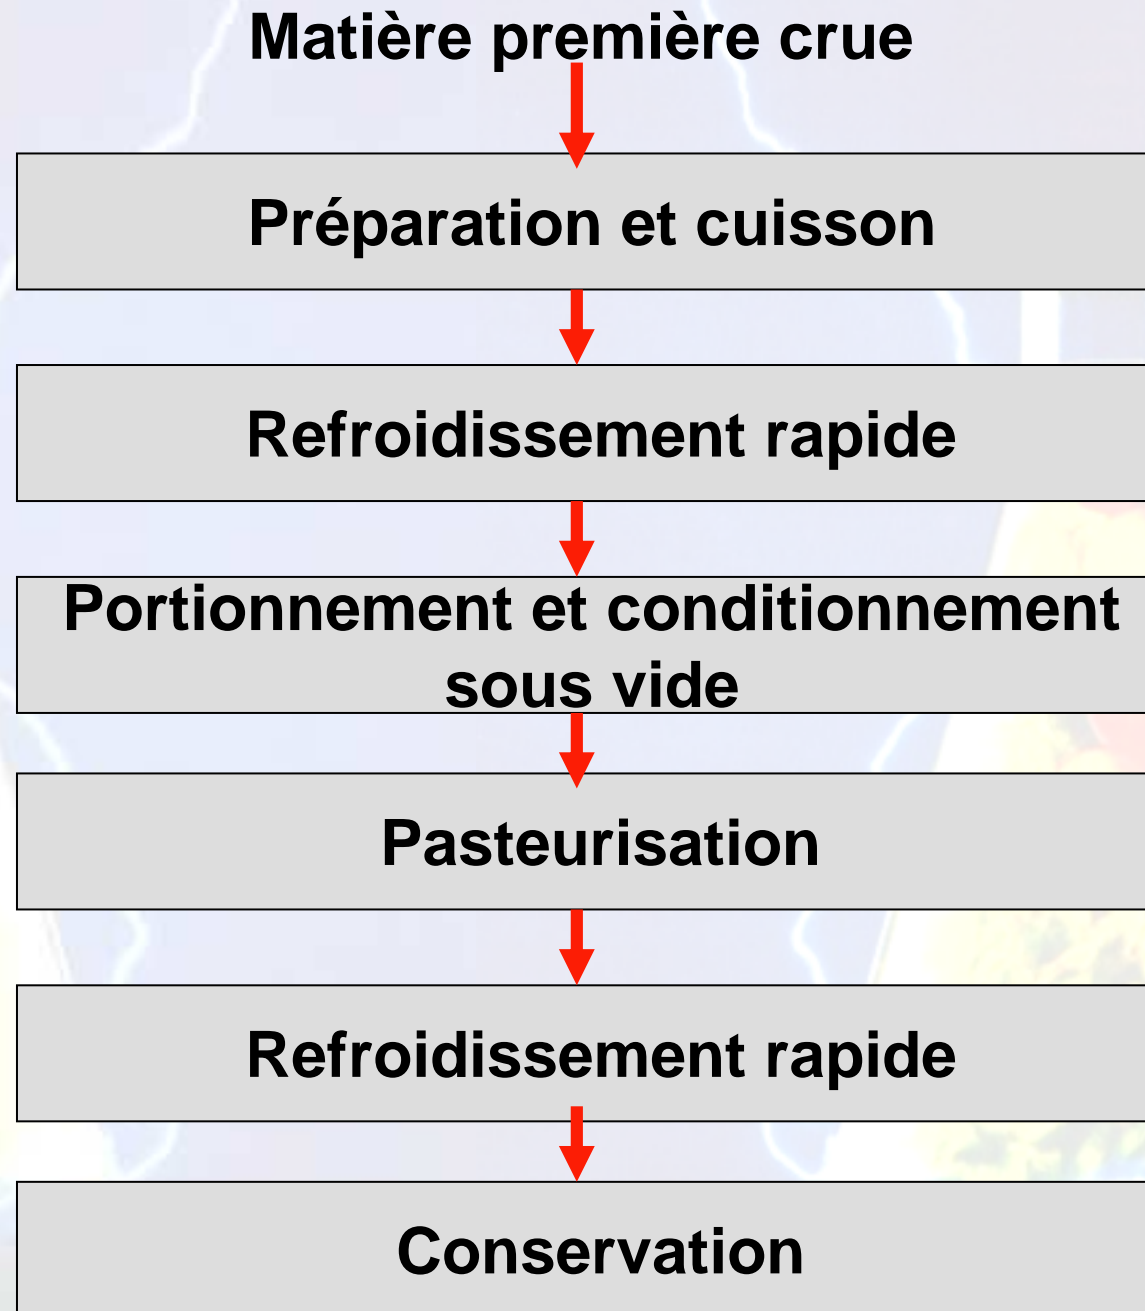 Matière première crue
Préparation et cuisson
Refroidissement rapide
Portionnement et conditionnement
sous vide
Pasteurisation
Refroidissement rapide
Conservation